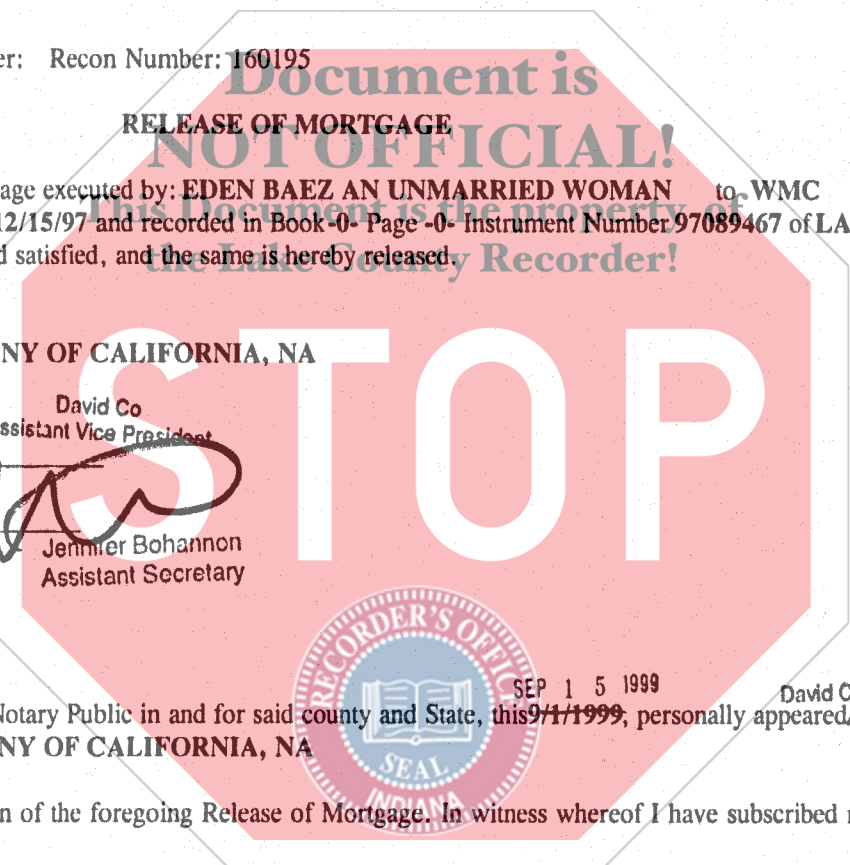 er: Recon Number: 160195
Document is
RELEASE OF MORTGAGE
NOT OFFICIAL!
age executed by: EDEN BAEZ AN UNMARRIED WOMAN to WMC
This Document is the property of
12/15/97 and recorded in Book-0- Page -0- Instrument Number 97089467 of LA
d satisfied, and the same is hereby released.
the Lake County Recorder!
NY OF CALIFORNIA, NA
STOP
David Co
ssistant Vice President
Jennifer Bohannon
Assistant Secretary
RECORDER'S OFFICE
SEAL
INDIANA
SEP 1 5 1999
David C
Notary Public in and for said county and State, this 9/1/1999, personally appeared
NY OF CALIFORNIA, NA
n of the foregoing Release of Mortgage. In witness whereof I have subscribed